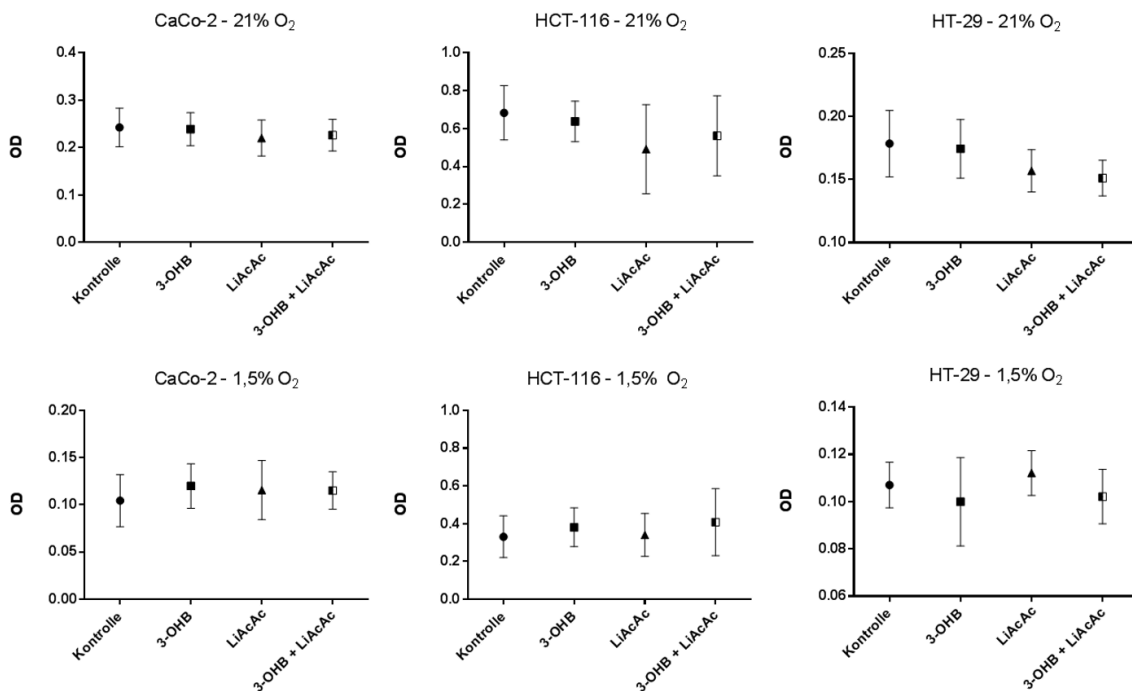 CaCo-2 - 21% O₂
OD
0.4
0.3
0.2
0.1
0.0
Kontrolle
3-OHB
LiAcAc
3-OHB + LiAcAc
HCT-116 - 21% O₂
OD
1.0
0.8
0.6
0.4
0.2
0.0
Kontrolle
3-OHB
LiAcAc
3-OHB + LiAcAc
HT-29 - 21% O₂
OD
0.25
0.20
0.15
0.10
Kontrolle
3-OHB
LiAcAc
3-OHB + LiAcAc
CaCo-2 - 1,5% O₂
OD
0.20
0.15
0.10
0.05
0.00
Kontrolle
3-OHB
LiAcAc
3-OHB + LiAcAc
HCT-116 - 1,5% O₂
OD
1.0
0.8
0.6
0.4
0.2
0.0
Kontrolle
3-OHB
LiAcAc
3-OHB + LiAcAc
HT-29 - 1,5% O₂
OD
0.14
0.12
0.10
0.08
0.06
Kontrolle
3-OHB
LiAcAc
3-OHB + LiAcAc